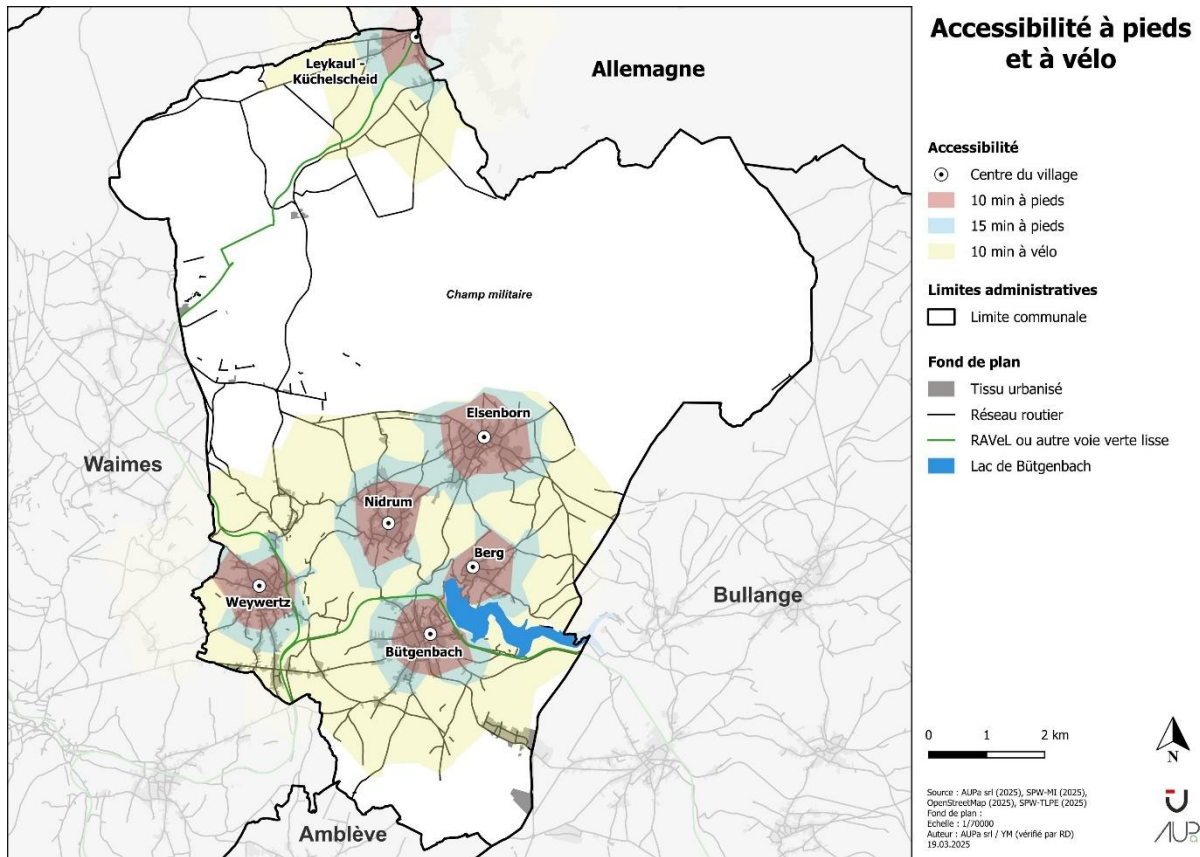 Accessibilité à pieds
et à vélo
Accessibilité
Centre du village
10 min à pieds
15 min à pieds
10 min à vélo
Limites administratives
Limite communale
Fond de plan
Tissu urbanisé
Réseau routier
RAVeL ou autre voie verte lisse
Lac de Bütgenbach
0 1 2 km
N
Source : AUPa srl (2025), SPW-MI (2025),
OpenStreetMap (2025), SPW-TLPE (2025)
Fond de plan :
Echelle : 1/70000
Auteur : AUPa srl / YM (vérifié par RD)
19.03.2025
AUPa
Leykaul -
Küchelscheid
Allemagne
Champ militaire
Elsenborn
Waimes
Nidrum
Berg
Weywertz
Bullange
Bütgenbach
Amblève